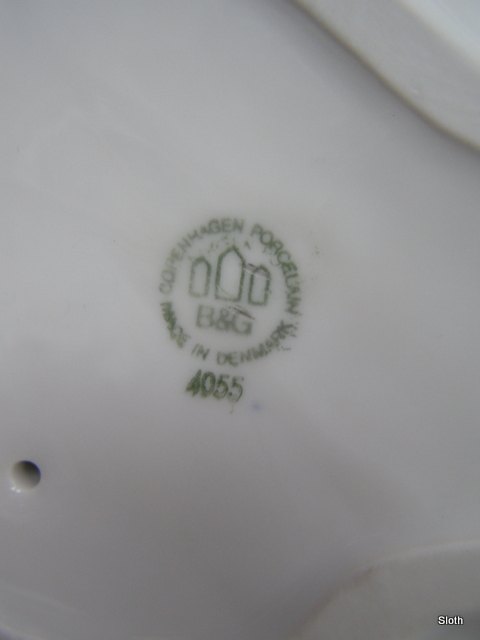 COPENHAGEN PORCELAIN
B&G
MADE IN DENMARK
4055
Sloth